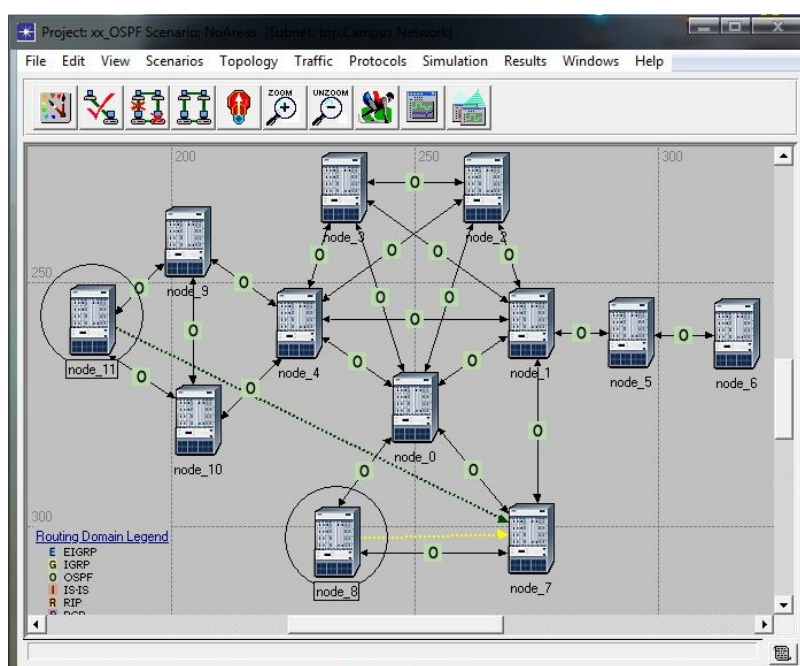 Project: xx_OSPF Scenario: NoAreas [Subnet: top.Campus Network]
File Edit View Scenarios Topology Traffic Protocols Simulation Results Windows Help
ZOOM UNZOOM
200 250 300
O
node_3 node_2
O O O O O O
250
node_9
O O O O
node_11 node_4 node_1 node_5 node_6
O O O O O O
O O O
node_10 node_0
O O O
300
node_8 node_7
O
Routing Domain Legend
E EIGRP
G IGRP
O OSPF
I IS-IS
R RIP